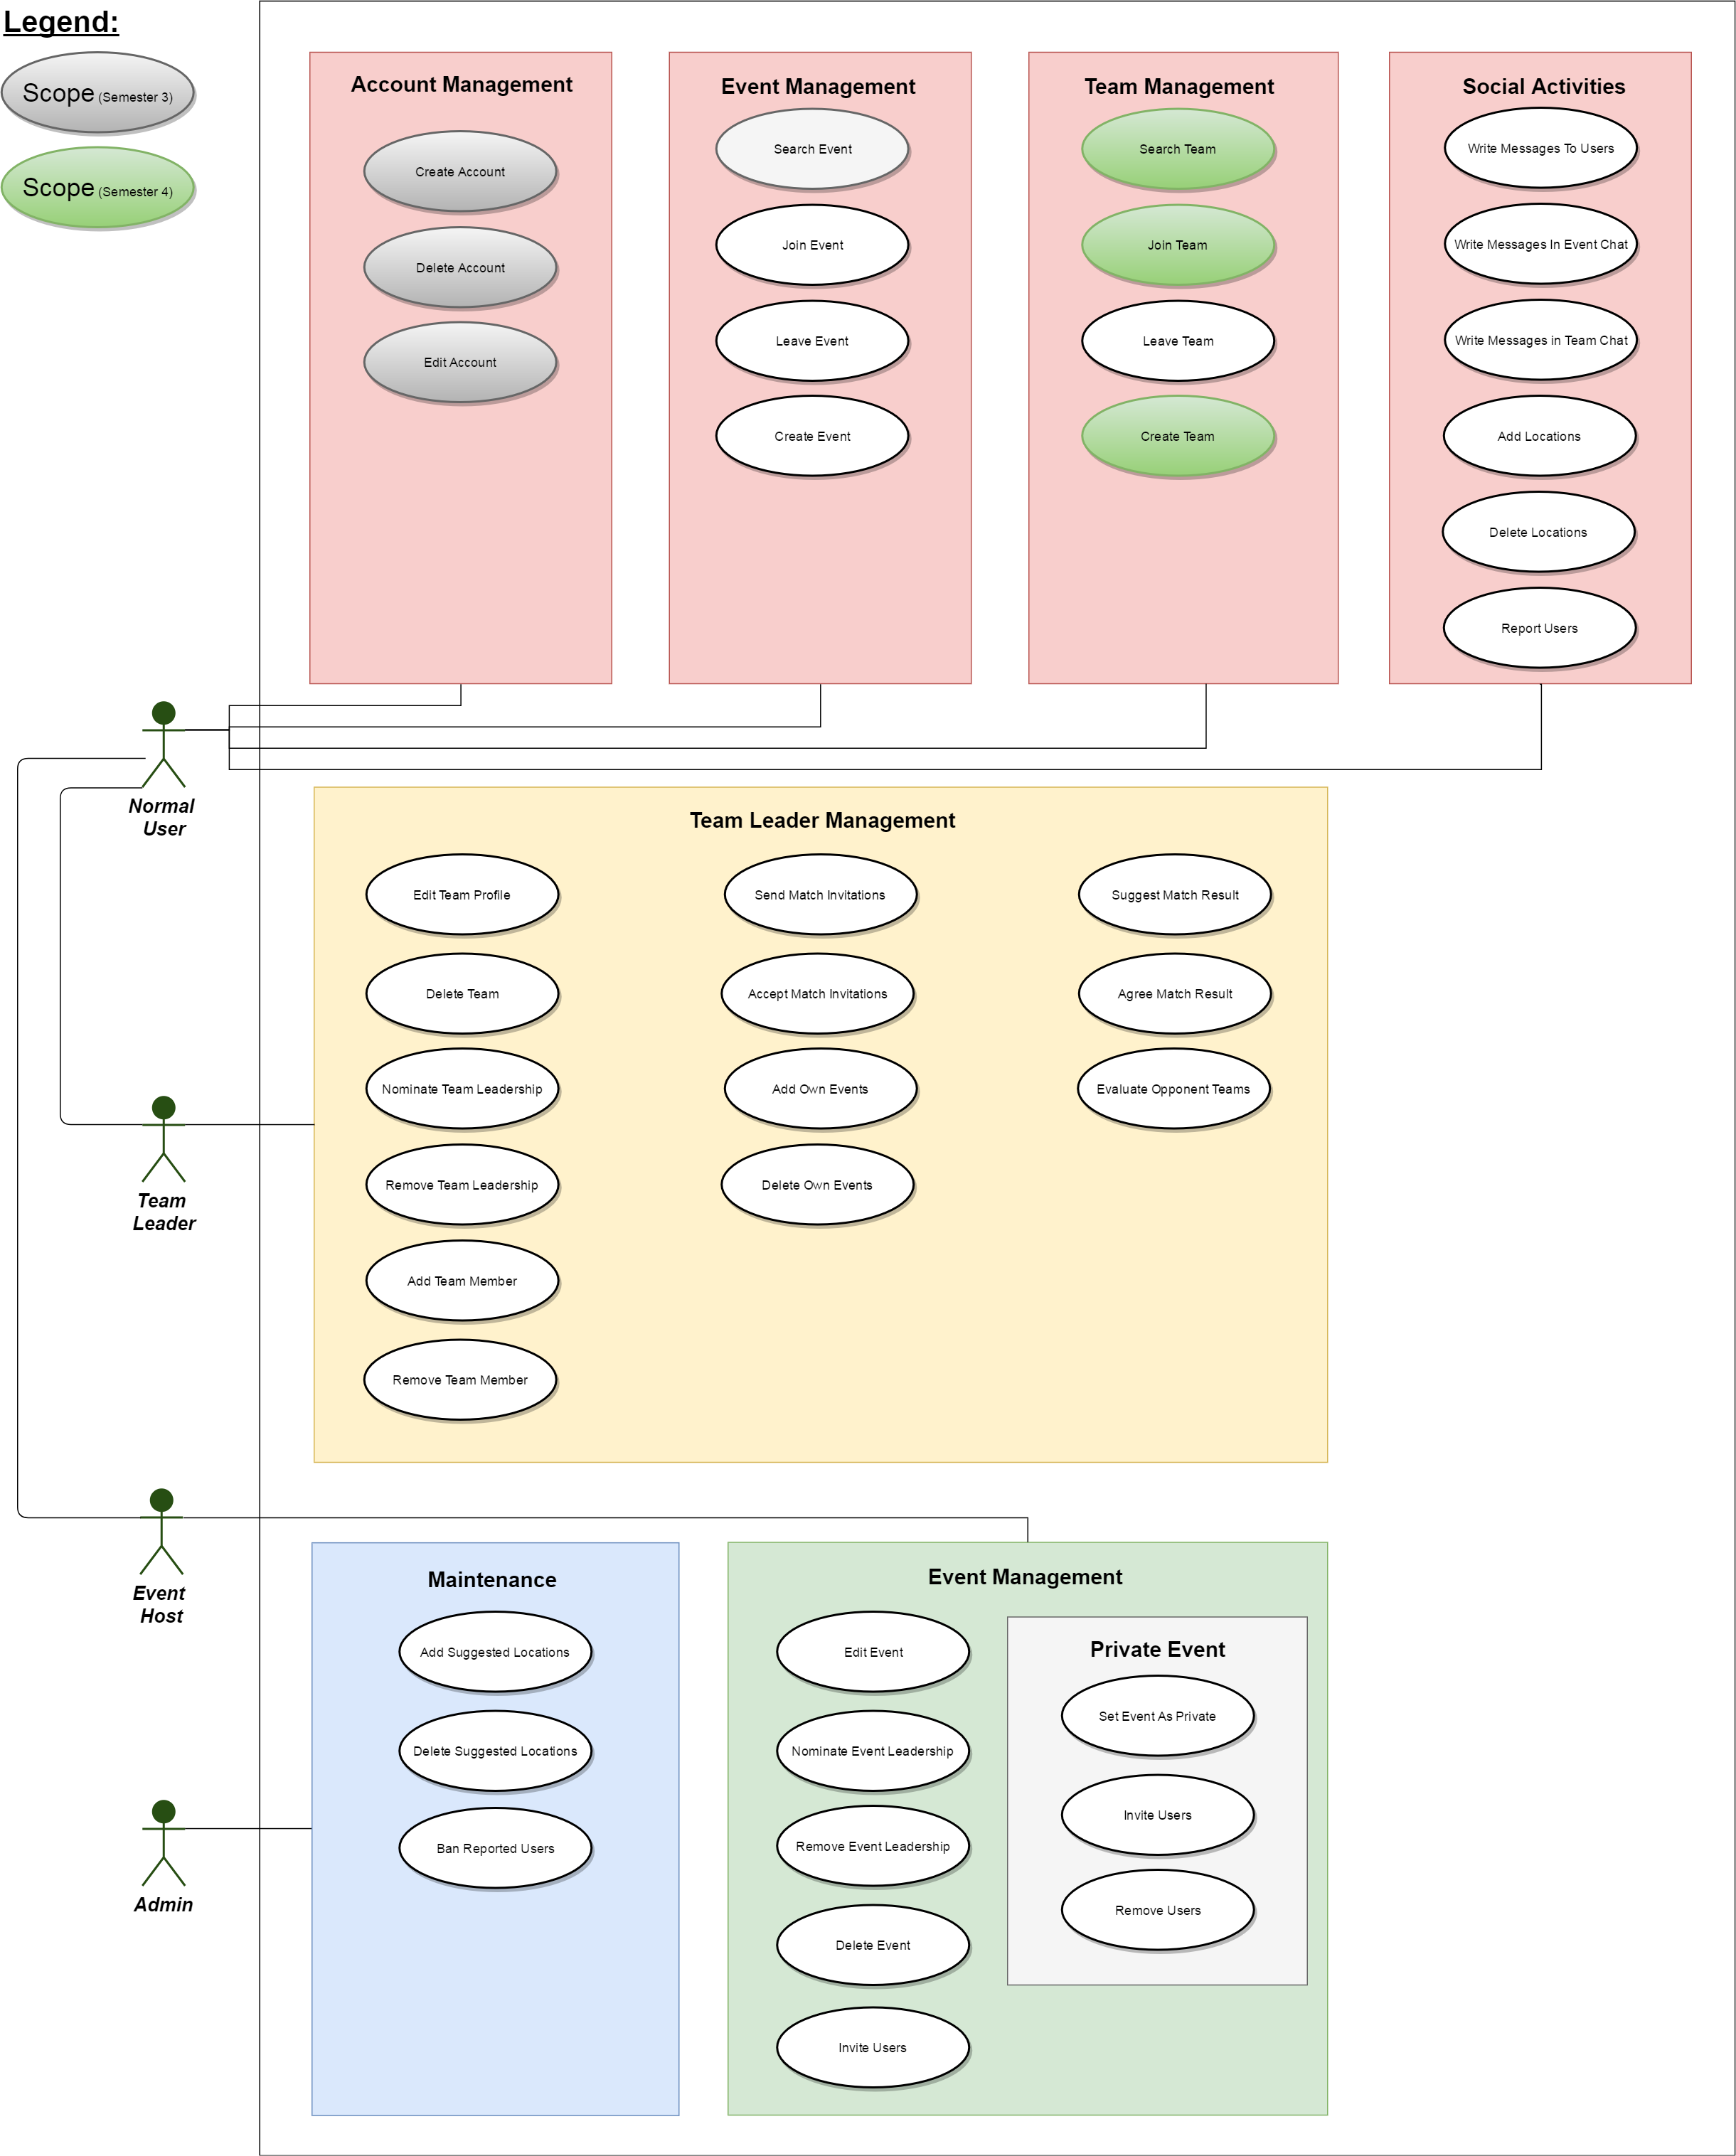 Legend:
Scope (Semester 3)
Scope (Semester 4)
Account Management
Create Account
Delete Account
Edit Account
Event Management
Search Event
Join Event
Leave Event
Create Event
Team Management
Search Team
Join Team
Leave Team
Create Team
Social Activities
Write Messages To Users
Write Messages In Event Chat
Write Messages in Team Chat
Add Locations
Delete Locations
Report Users
Normal
User
Team Leader Management
Edit Team Profile
Delete Team
Nominate Team Leadership
Remove Team Leadership
Add Team Member
Remove Team Member
Send Match Invitations
Accept Match Invitations
Add Own Events
Delete Own Events
Suggest Match Result
Agree Match Result
Evaluate Opponent Teams
Team
Leader
Event
Host
Maintenance
Add Suggested Locations
Delete Suggested Locations
Ban Reported Users
Admin
Event Management
Edit Event
Nominate Event Leadership
Remove Event Leadership
Delete Event
Invite Users
Private Event
Set Event As Private
Invite Users
Remove Users